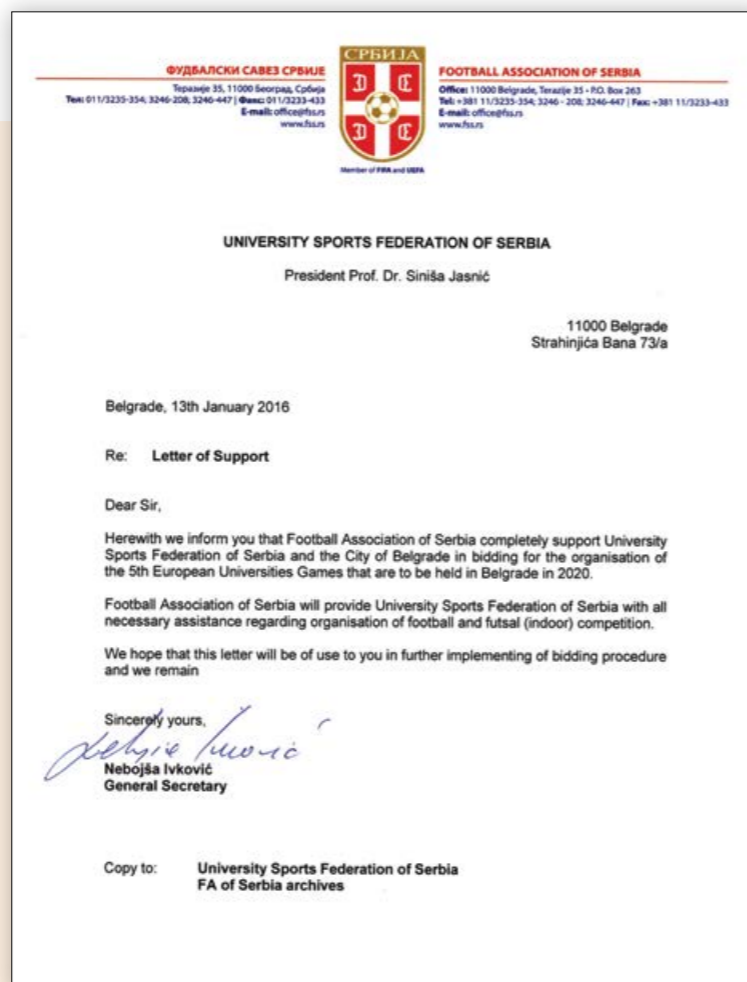 ФУДБАЛСКИ САВЕЗ СРБИЈЕ
Теразије 35, 11000 Београд, Србија
Тел: 011/3235-354; 3246-208; 3246-447 | Факс: 011/3233-433
E-mail: office@fss.rs
www.fss.rs
СРБИЈА
Member of FIFA and UEFA
FOOTBALL ASSOCIATION OF SERBIA
Office: 11000 Belgrade, Terazije 35 • P.O. Box 263
Tel: +381 11/3235-354; 3246 - 208; 3246-447 | Fax: +381 11/3233-433
E-mail: office@fss.rs
www.fss.rs
UNIVERSITY SPORTS FEDERATION OF SERBIA
President Prof. Dr. Siniša Jasnić
11000 Belgrade
Strahinjića Bana 73/a
Belgrade, 13th January 2016
Re: Letter of Support
Dear Sir,
Herewith we inform you that Football Association of Serbia completely support University
Sports Federation of Serbia and the City of Belgrade in bidding for the organisation of
the 5th European Universities Games that are to be held in Belgrade in 2020.
Football Association of Serbia will provide University Sports Federation of Serbia with all
necessary assistance regarding organisation of football and futsal (indoor) competition.
We hope that this letter will be of use to you in further implementing of bidding procedure
and we remain
Sincerely yours,
Nebojša Ivković
General Secretary
Copy to: University Sports Federation of Serbia
FA of Serbia archives